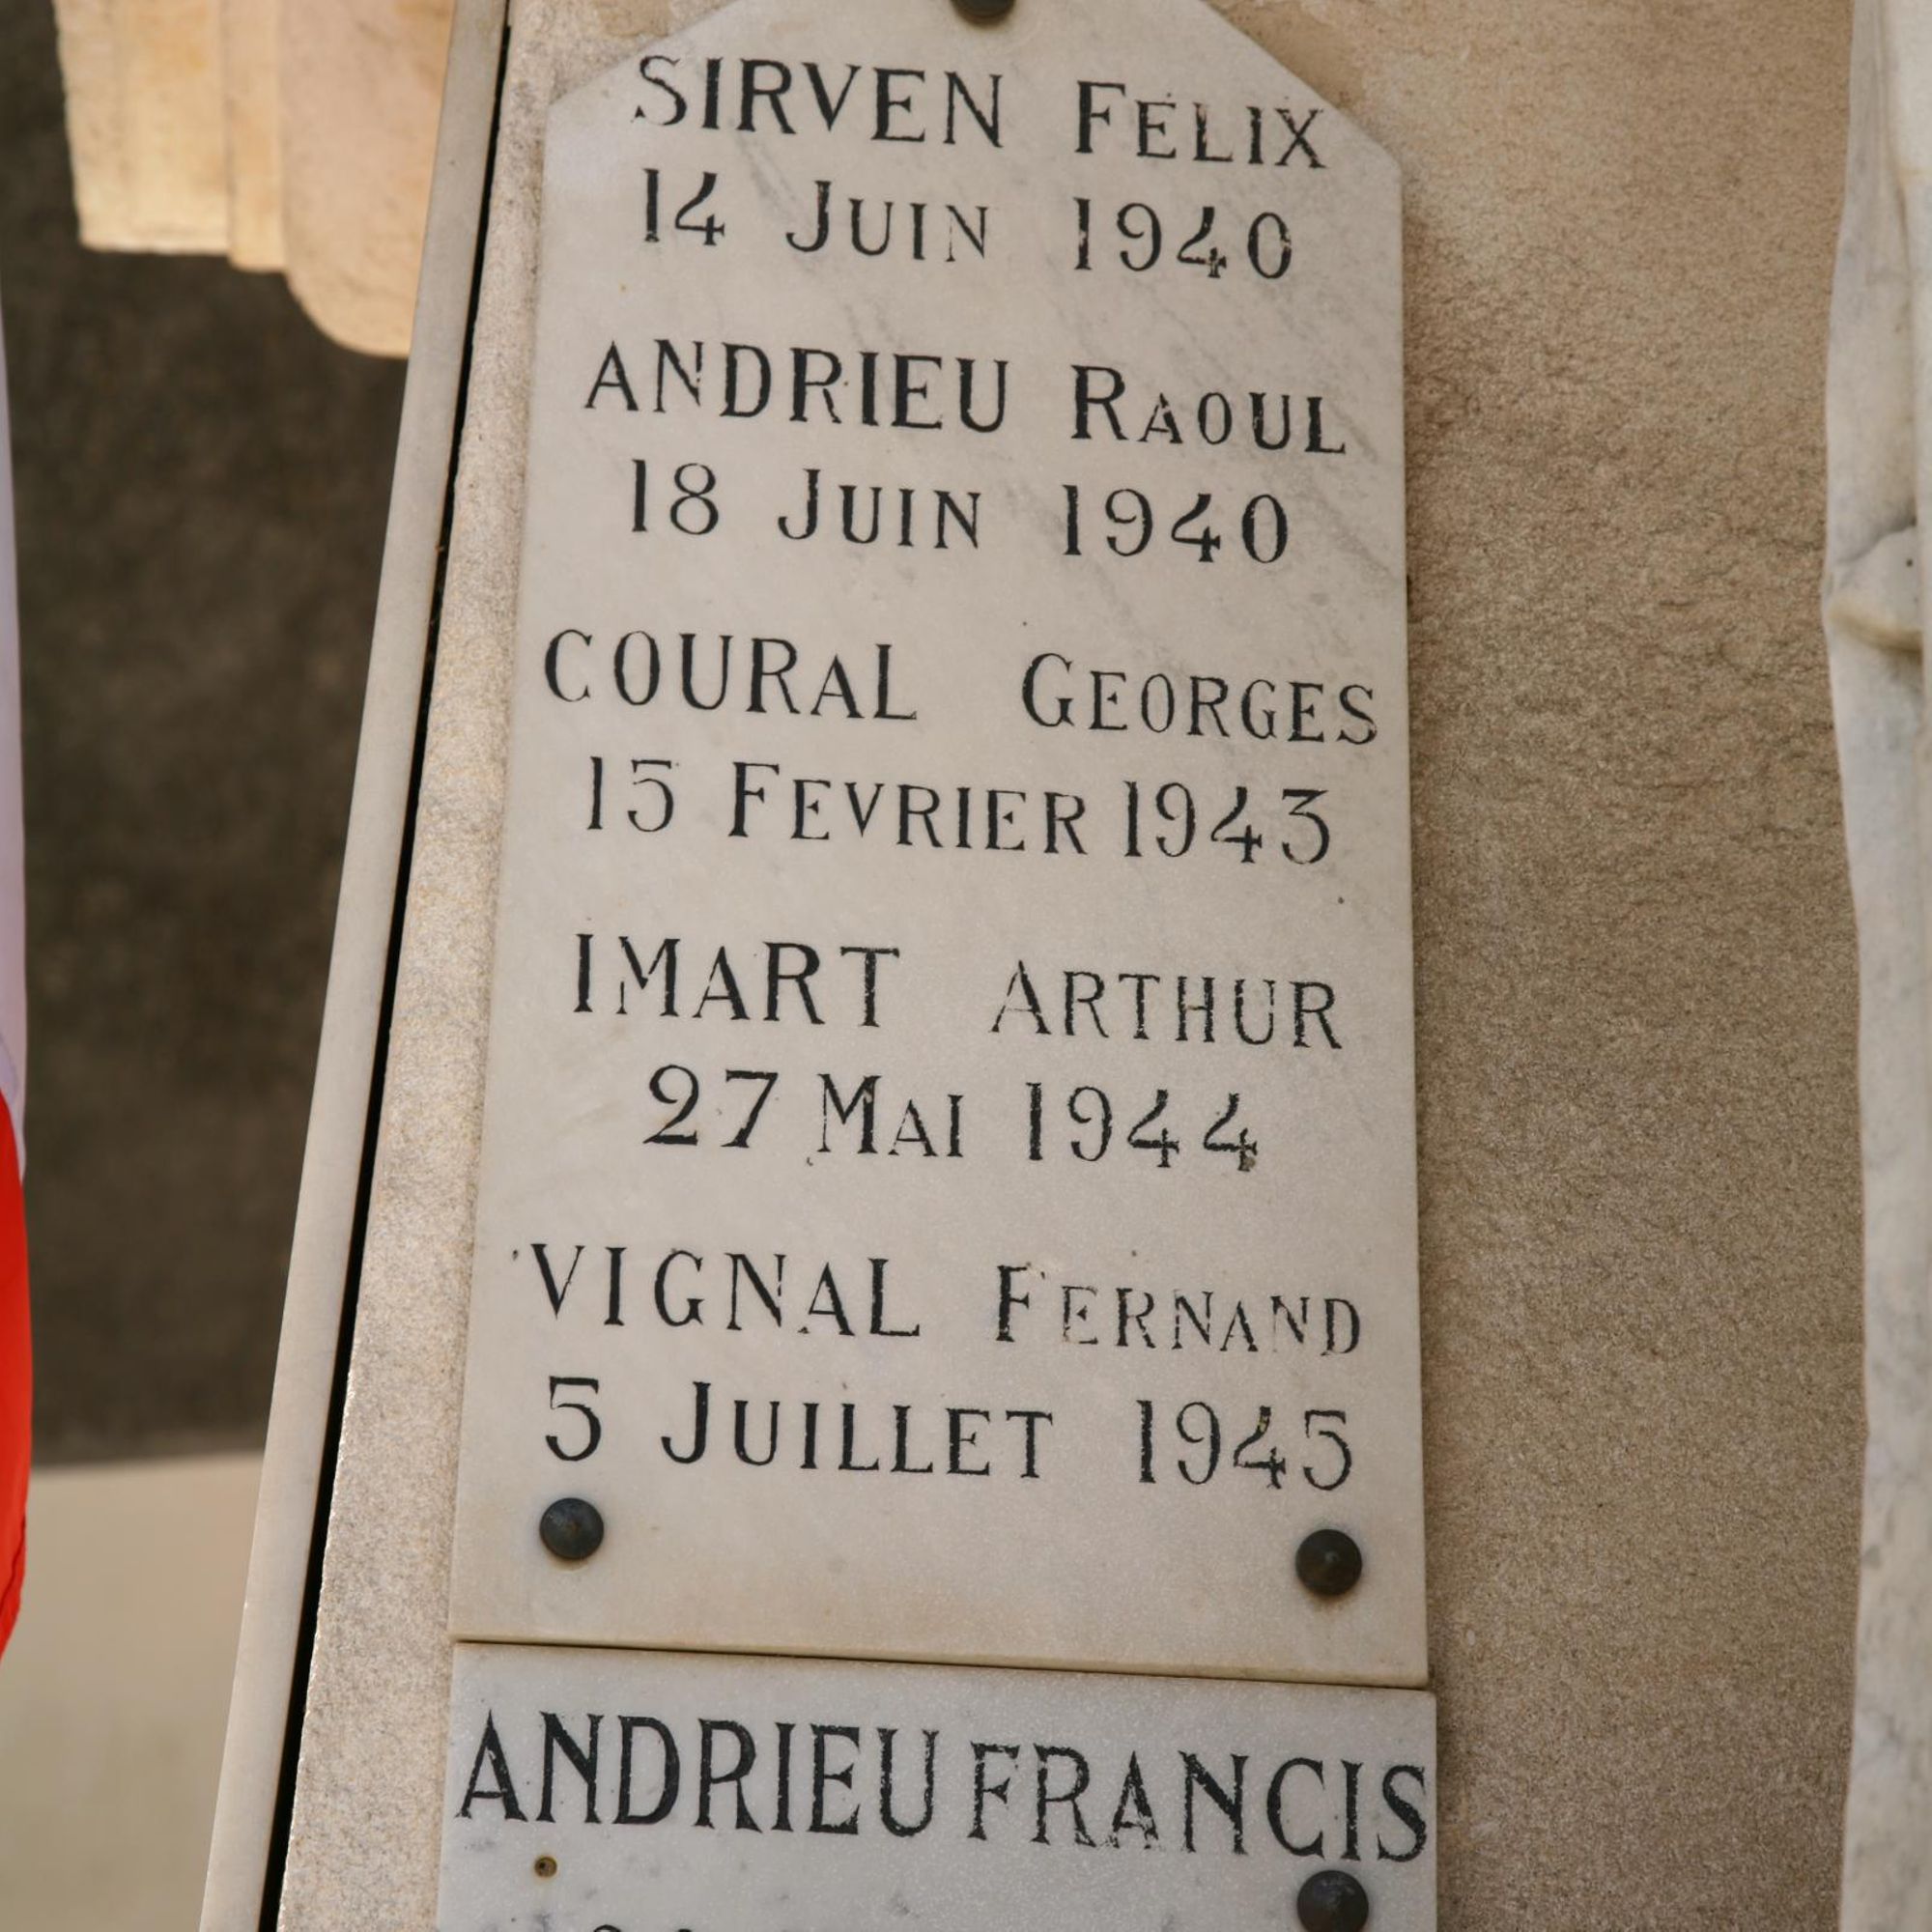 SIRVEN FELIX
14 JUIN 1940
ANDRIEU RAOUL
18 JUIN 1940
COURAL GEORGES
15 FEVRIER 1943
IMART ARTHUR
27 MAI 1944
VIGNAL FERNAND
5 JUILLET 1945
ANDRIEU FRANCIS